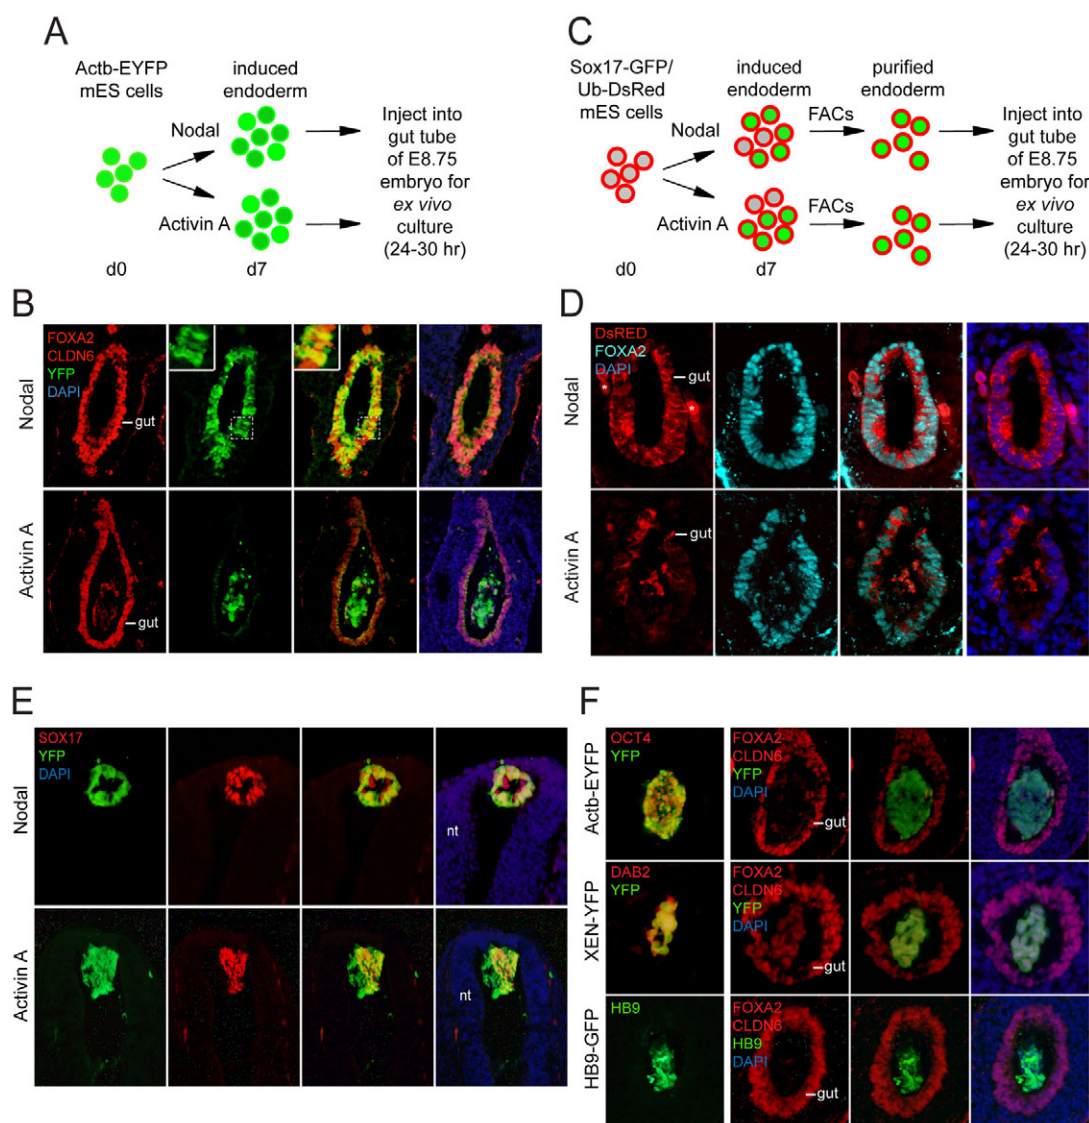 A
Actb-EYFP
mES cells
induced
endoderm
Nodal
Activin A
Inject into
gut tube
of E8.75
embryo for
ex vivo
culture
(24-30 hr)
d0
d7
C
Sox17-GFP/
Ub-DsRed
mES cells
induced
endoderm
purified
endoderm
Nodal
FACs
Activin A
FACs
Inject into
gut tube
of E8.75
embryo for
ex vivo
culture
(24-30 hr)
d0
d7
B
FOXA2
CLDN6
YFP
DAPI
Nodal
gut
Activin A
gut
D
DsRED
FOXA2
DAPI
Nodal
gut
*
*
Activin A
gut
E
SOX17
YFP
DAPI
Nodal
nt
Activin A
nt
F
Actb-EYFP
OCT4
YFP
FOXA2
CLDN6
YFP
DAPI
gut
XEN-YFP
DAB2
YFP
FOXA2
CLDN6
YFP
DAPI
gut
HB9-GFP
HB9
FOXA2
CLDN6
HB9
DAPI
gut